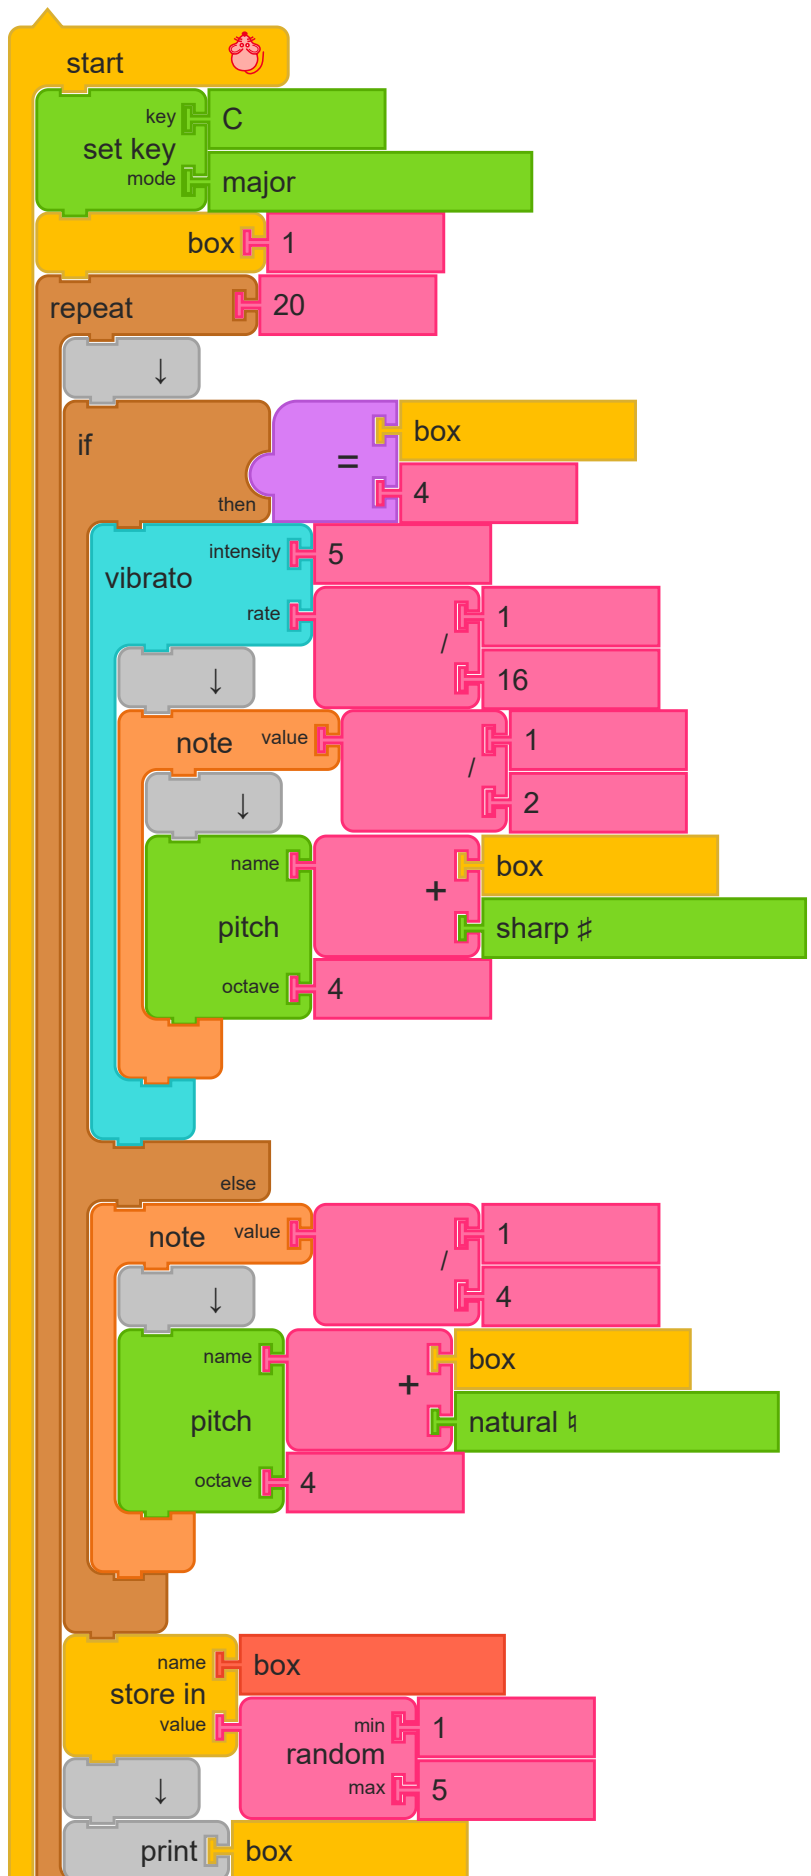 start
key C
set key
mode major
box 1
repeat 20
↓
if
= box
4
then
intensity 5
vibrato
rate 1
/
16
↓
note value 1
/
2
↓
name box
+
pitch sharp ♯
octave 4
else
note value 1
/
4
↓
name box
+
pitch natural ♮
octave 4
name box
store in
value min 1
random
max 5
↓
print box